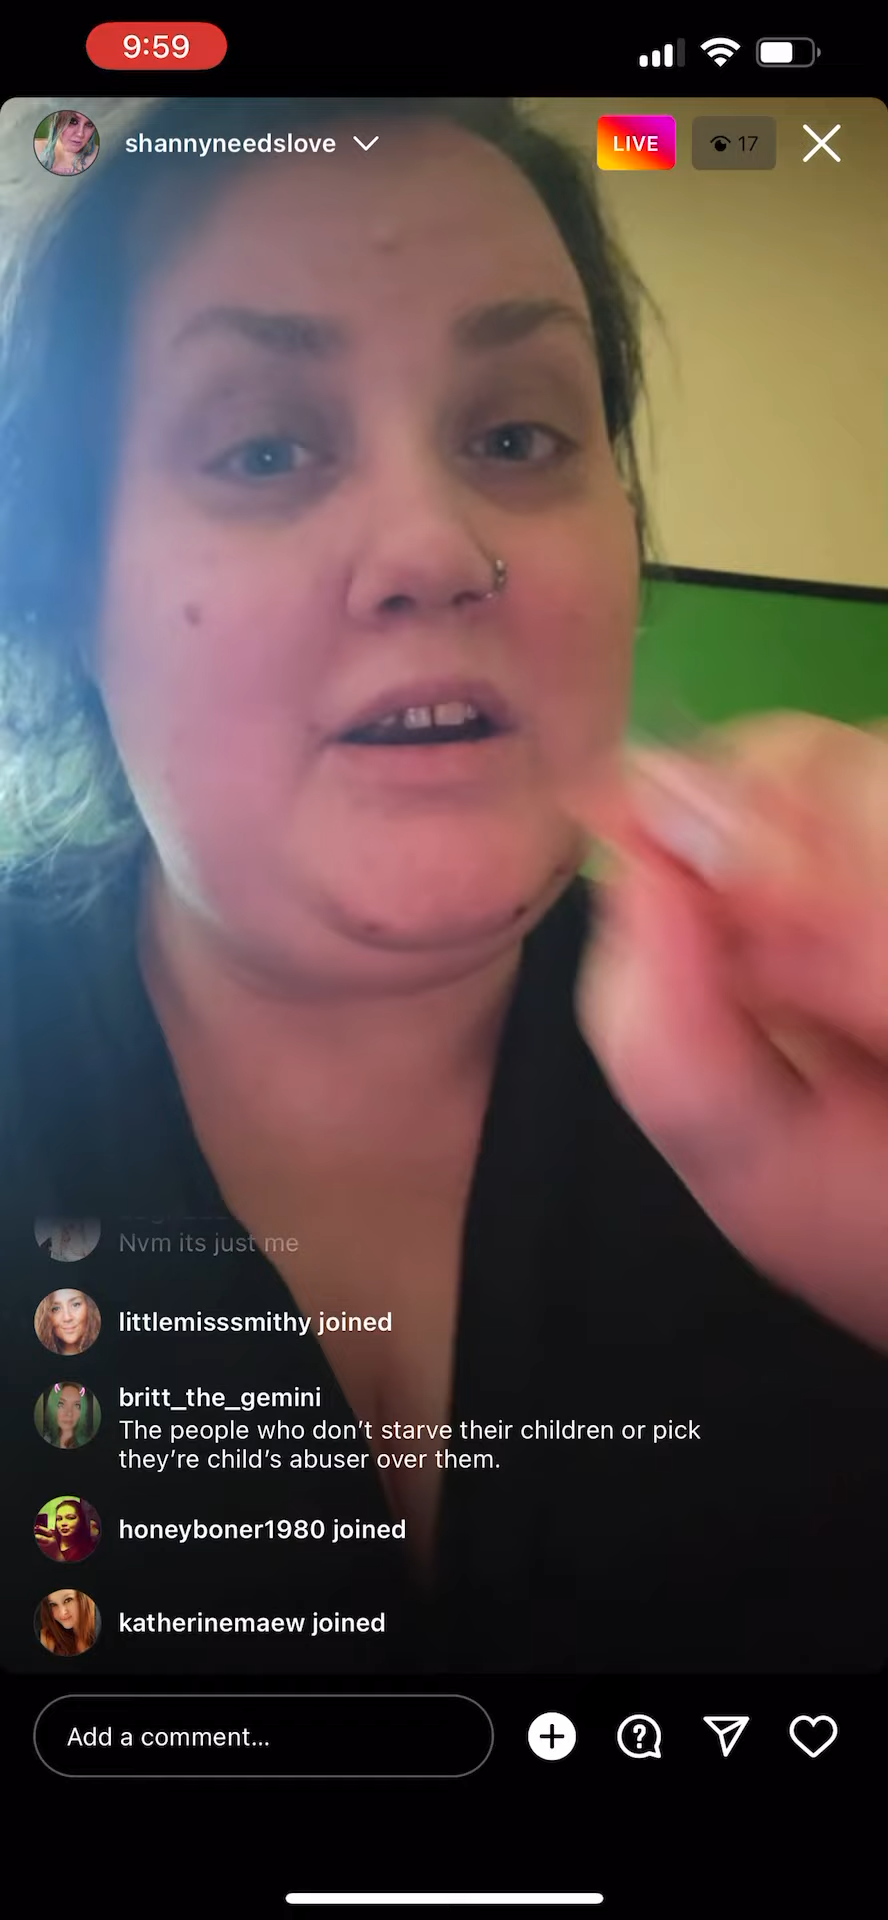 9:59
shannyneedslove
LIVE
17
Nvm its just me
littlemisssmithy joined
britt_the_gemini
The people who don’t starve their children or pick
they’re child’s abuser over them.
honeyboner1980 joined
katherinemaew joined
Add a comment...